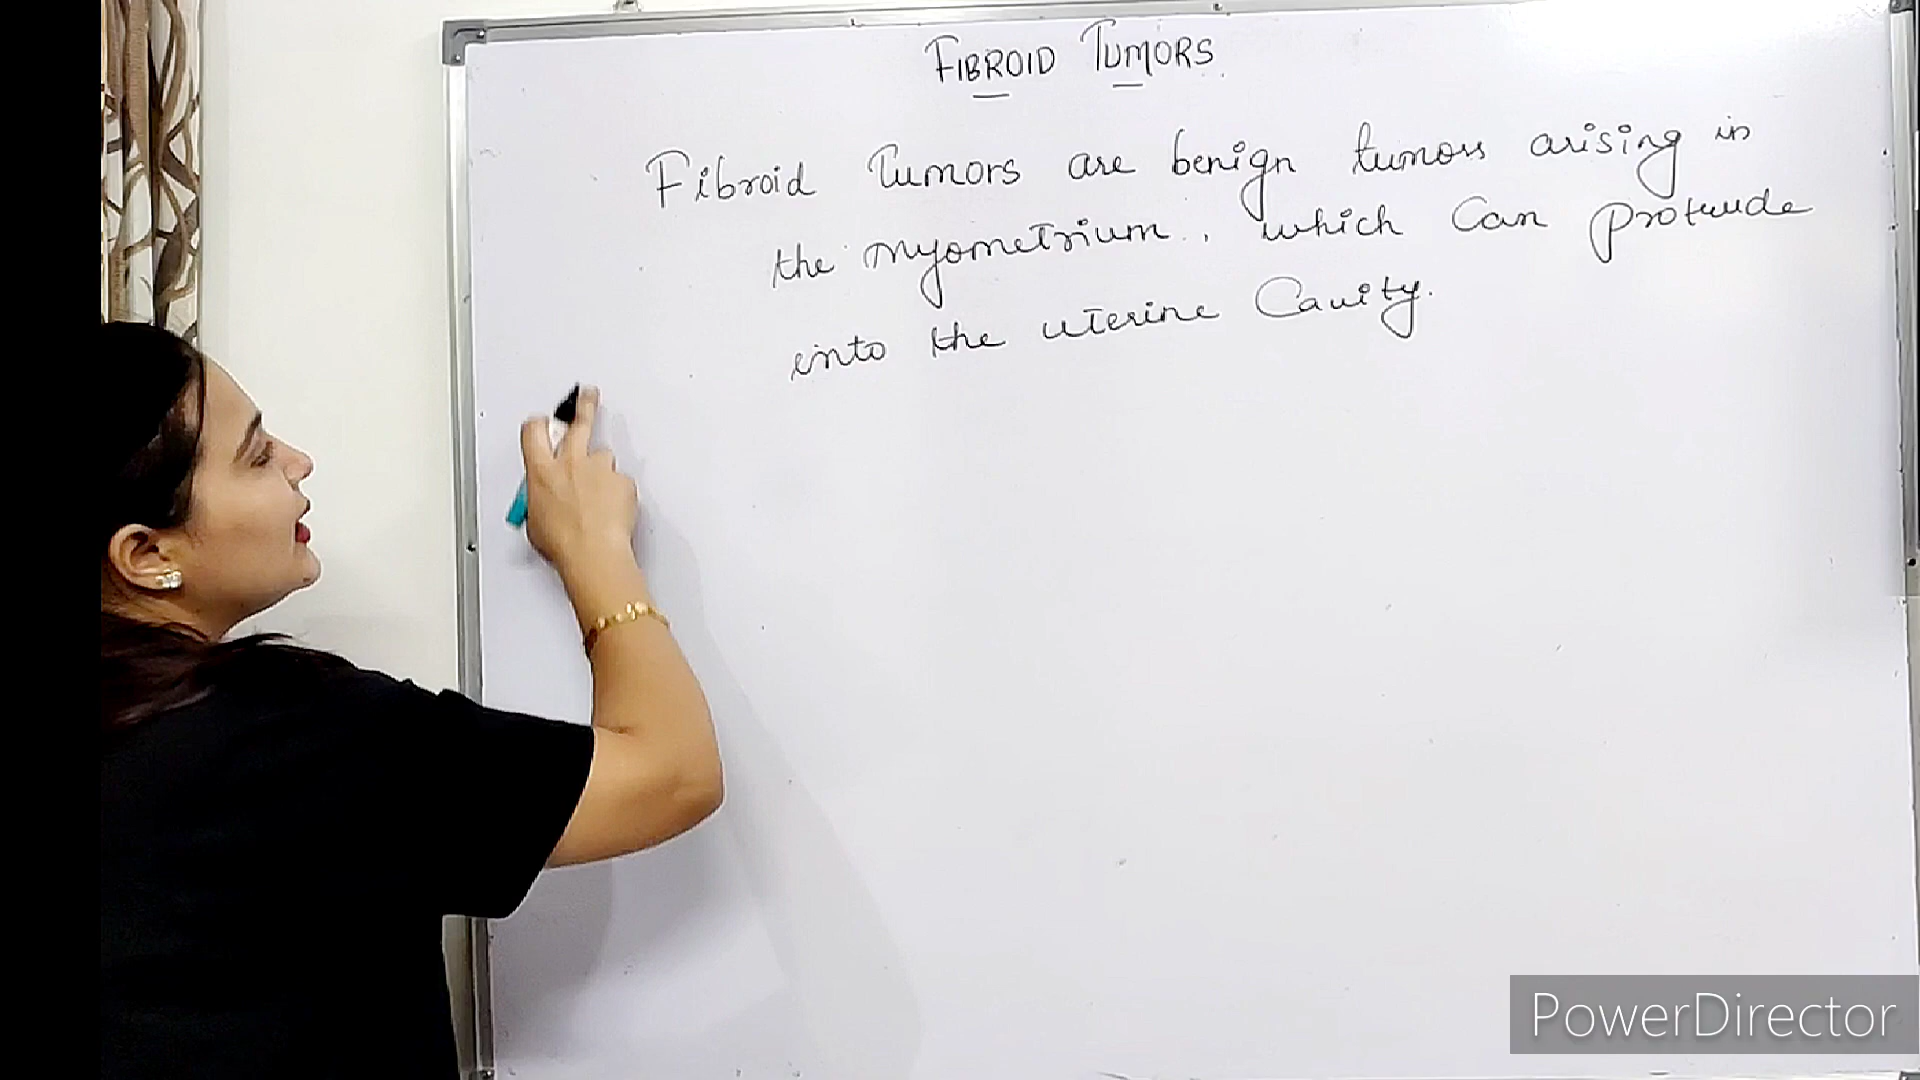 FIBROID TUMORS
Fibroid Tumors are benign tumors arising in
the myometrium, which can protrude
into the uterine Cavity.
PowerDirector